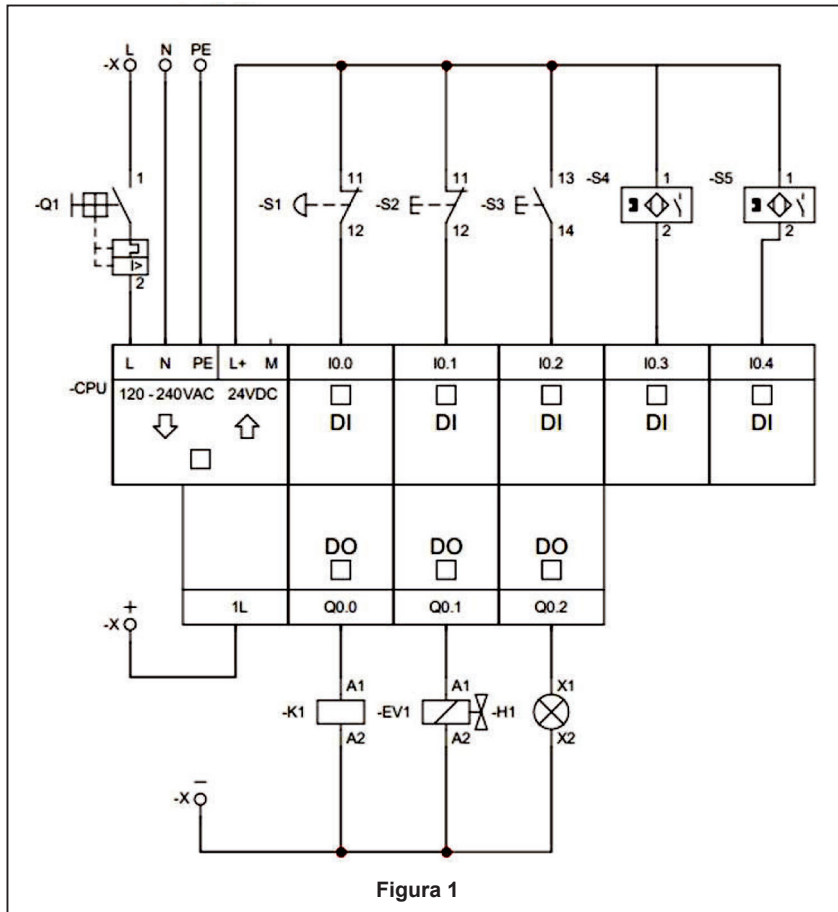 L N PE
-X
1
-Q1
I>
2
11 11 13 1 1
-S1 -S2 -S3 -S4 -S5
12 12 14 2 2
L N PE L+ M I0.0 I0.1 I0.2 I0.3 I0.4
-CPU 120 - 240VAC 24VDC DI DI DI DI DI
DO DO DO
1L Q0.0 Q0.1 Q0.2
+
-X
A1 A1 X1
-K1 -EV1 -H1
A2 A2 X2
−
-X
Figura 1